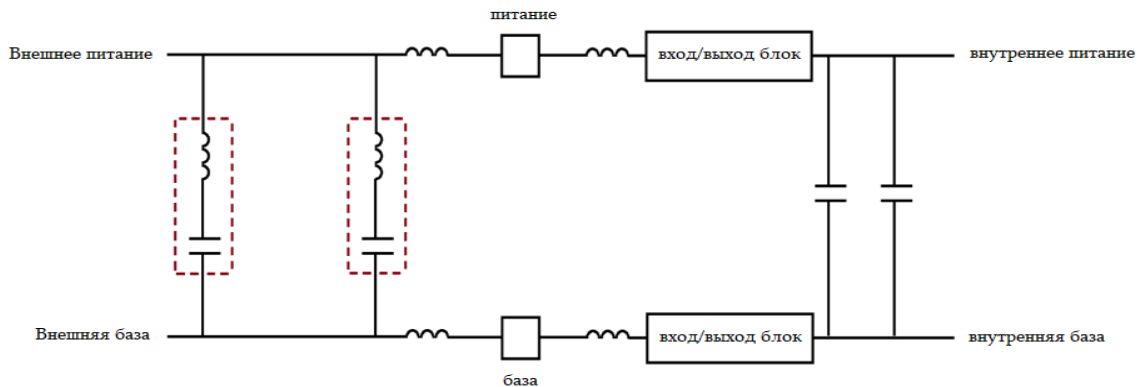 питание
Внешнее питание
вход/выход блок
внутреннее питание
Внешняя база
вход/выход блок
внутренняя база
база